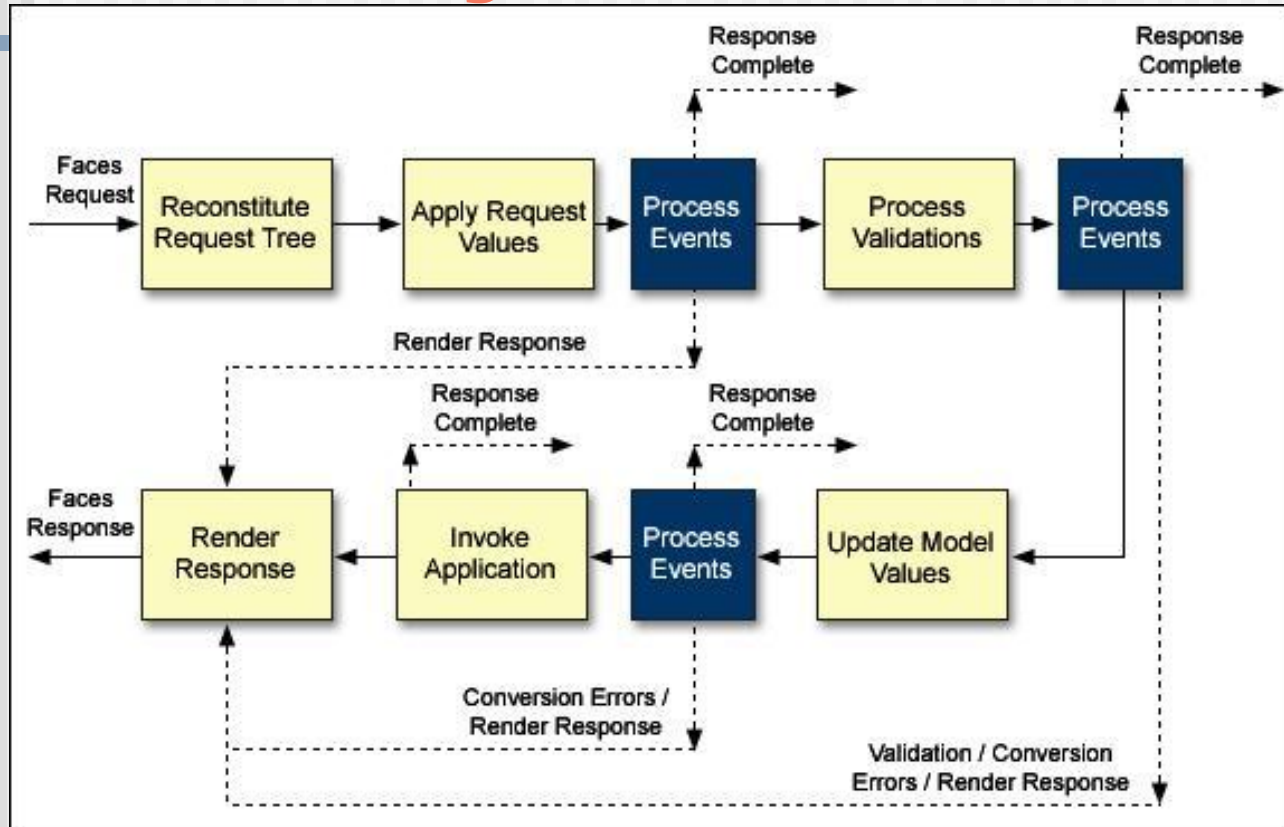 Response
Complete
Response
Complete
Faces
Request
Reconstitute
Request Tree
Apply Request
Values
Process
Events
Process
Validations
Process
Events
Render Response
Response
Complete
Response
Complete
Faces
Response
Render
Response
Invoke
Application
Process
Events
Update Model
Values
Conversion Errors /
Render Response
Validation / Conversion
Errors / Render Response